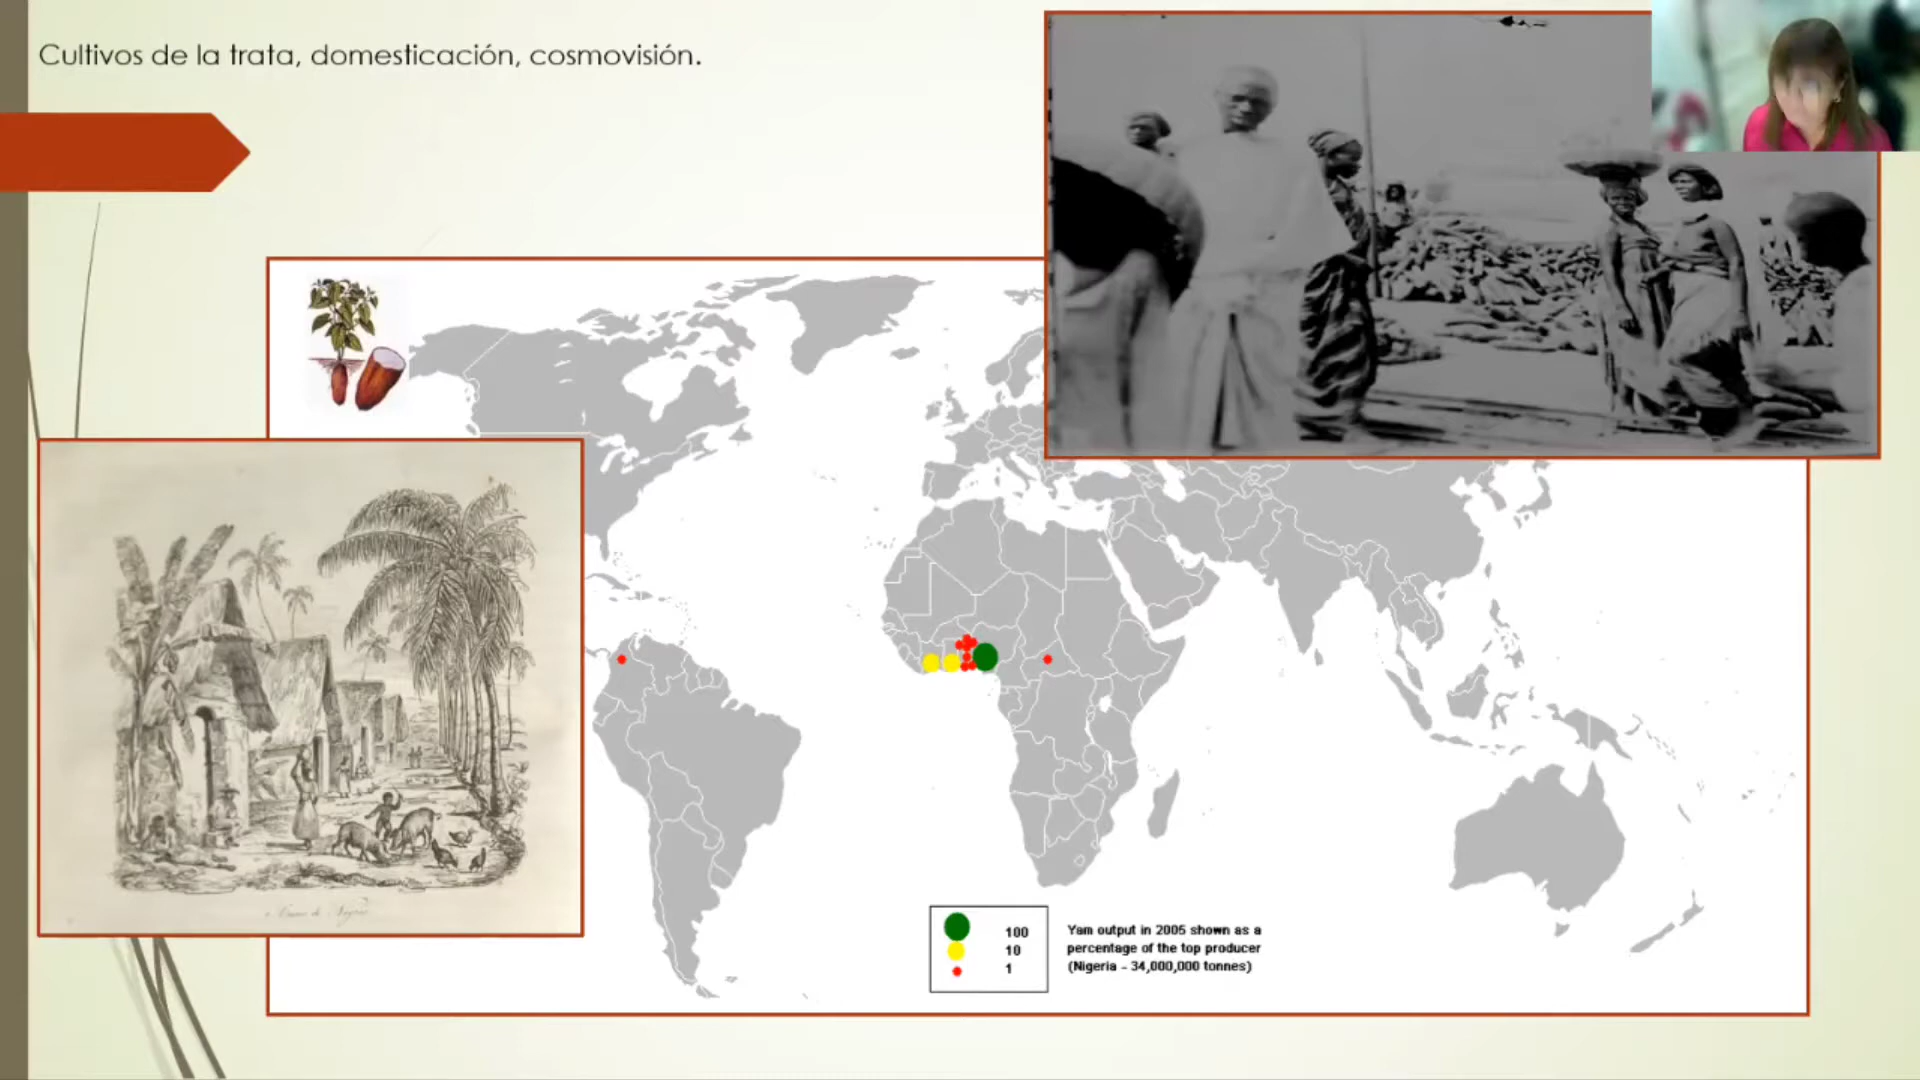 Cultivos de la trata, domesticación, cosmovisión.
100
10
1
Yam output in 2005 shown as a
percentage of the top producer
(Nigeria - 34,000,000 tonnes)